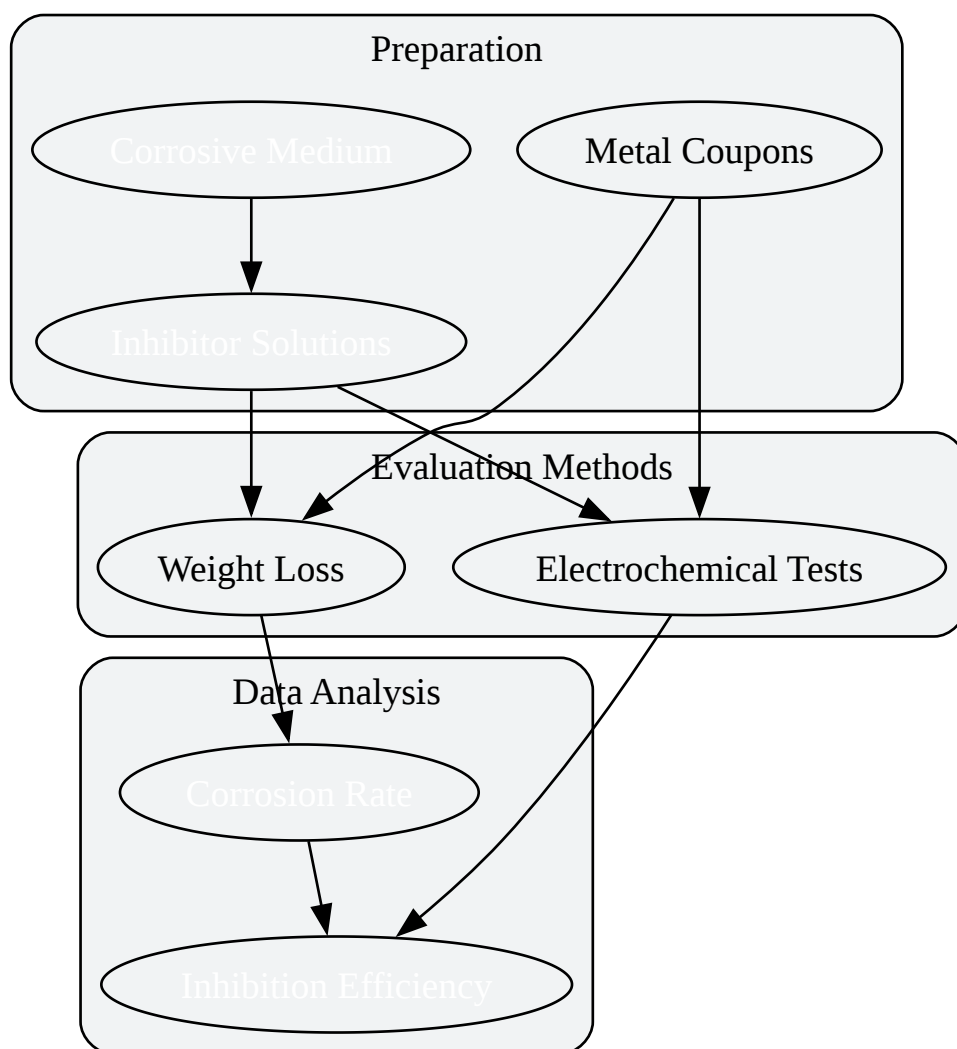 Preparation
Corrosive Medium
Metal Coupons
Inhibitor Solutions
Evaluation Methods
Weight Loss
Electrochemical Tests
Data Analysis
Corrosion Rate
Inhibition Efficiency